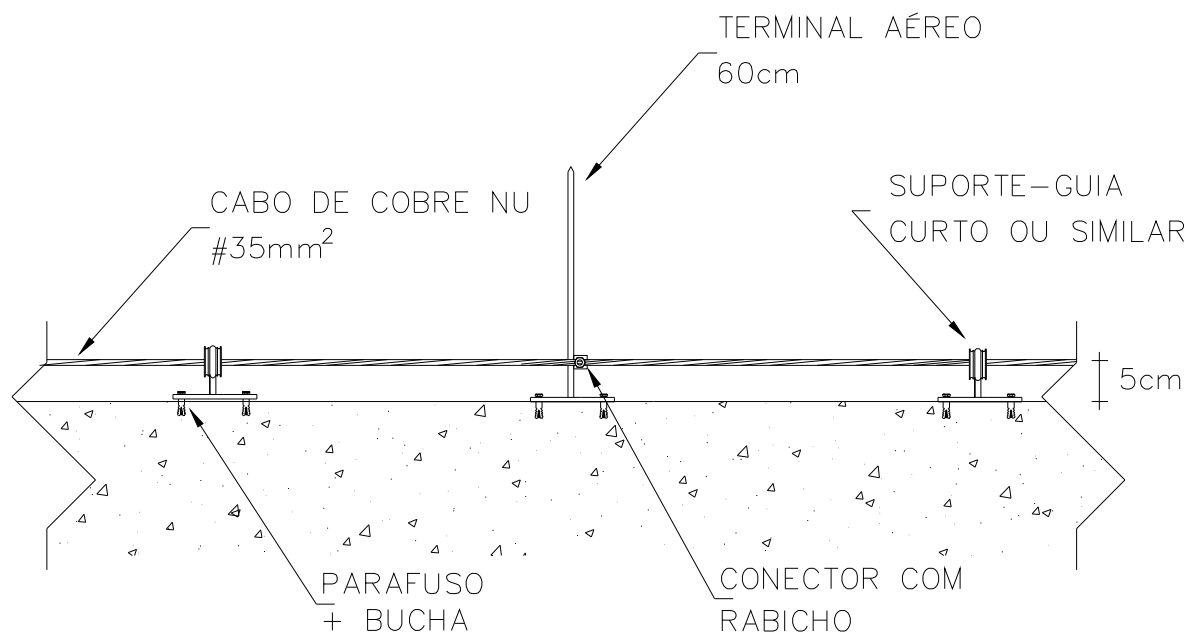 TERMINAL AÉREO
60cm
CABO DE COBRE NU
#35mm²
SUPORTE-GUIA
CURTO OU SIMILAR
5cm
PARAFUSO
+ BUCHA
CONECTOR COM
RABICHO